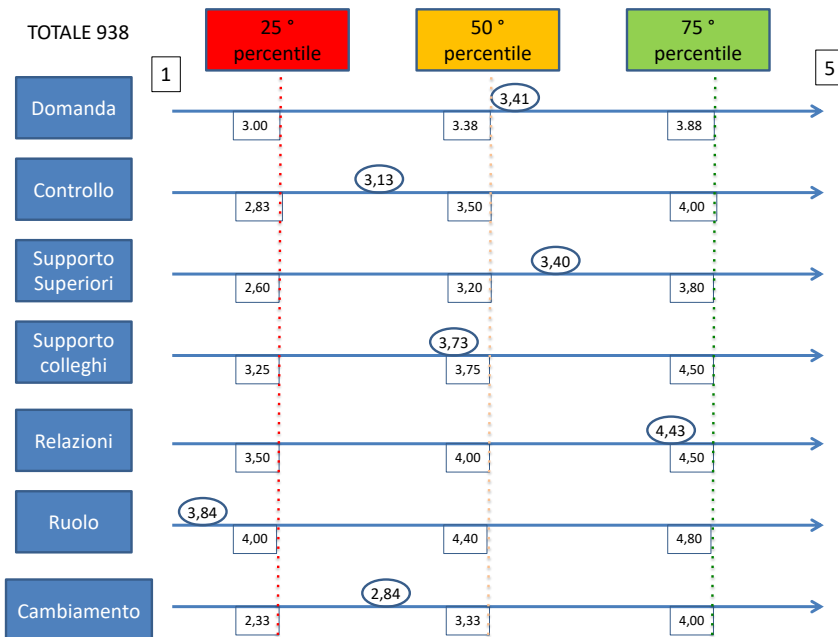 TOTALE 938
25 °
percentile
50 °
percentile
75 °
percentile
1
5
Domanda
3,41
3.00
3.38
3.88
Controllo
3,13
2,83
3,50
4,00
Supporto
Superiori
3,40
2,60
3,20
3,80
Supporto
colleghi
3,73
3,25
3,75
4,50
Relazioni
4,43
3,50
4,00
4,50
Ruolo
3,84
4,00
4,40
4,80
Cambiamento
2,84
2,33
3,33
4,00